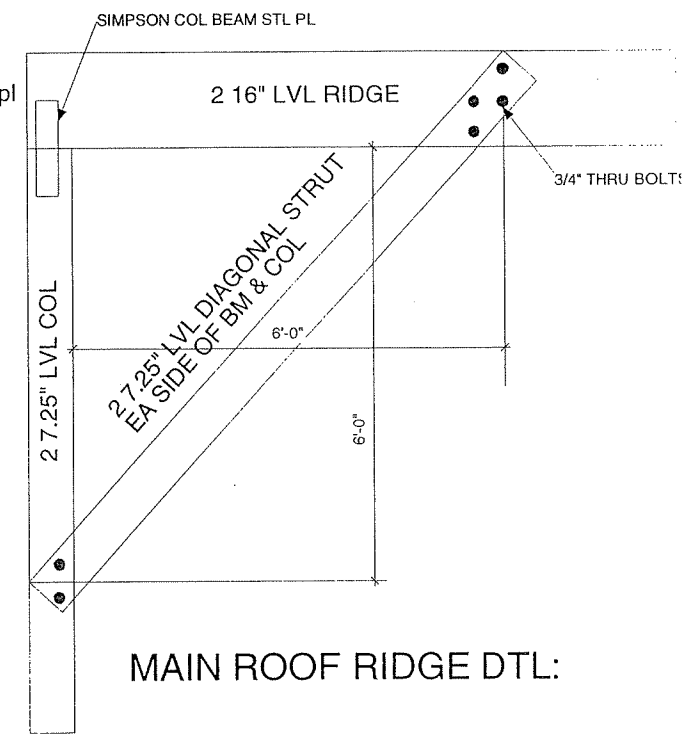 SIMPSON COL BEAM STL PL
pl
2 16" LVL RIDGE
3/4" THRU BOLTS
2 7.25" LVL DIAGONAL STRUT
EA SIDE OF BM & COL
2 7.25" LVL COL
6'-0"
6'-0"
MAIN ROOF RIDGE DTL: